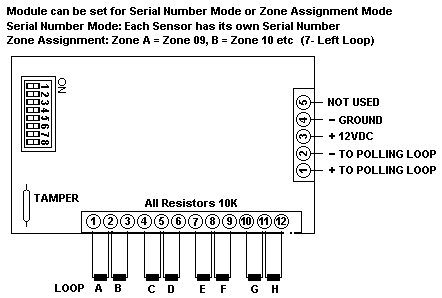 Module can be set for Serial Number Mode or Zone Assignment Mode
Serial Number Mode: Each Sensor has its own Serial Number
Zone Assignment: Zone A = Zone 09, B = Zone 10 etc (7- Left Loop)
ON
1 2 3 4 5 6 7 8
5 NOT USED
4 − GROUND
3 + 12VDC
2 − TO POLLING LOOP
1 + TO POLLING LOOP
TAMPER
All Resistors 10K
1 2 3 4 5 6 7 8 9 10 11 12
LOOP A B C D E F G H